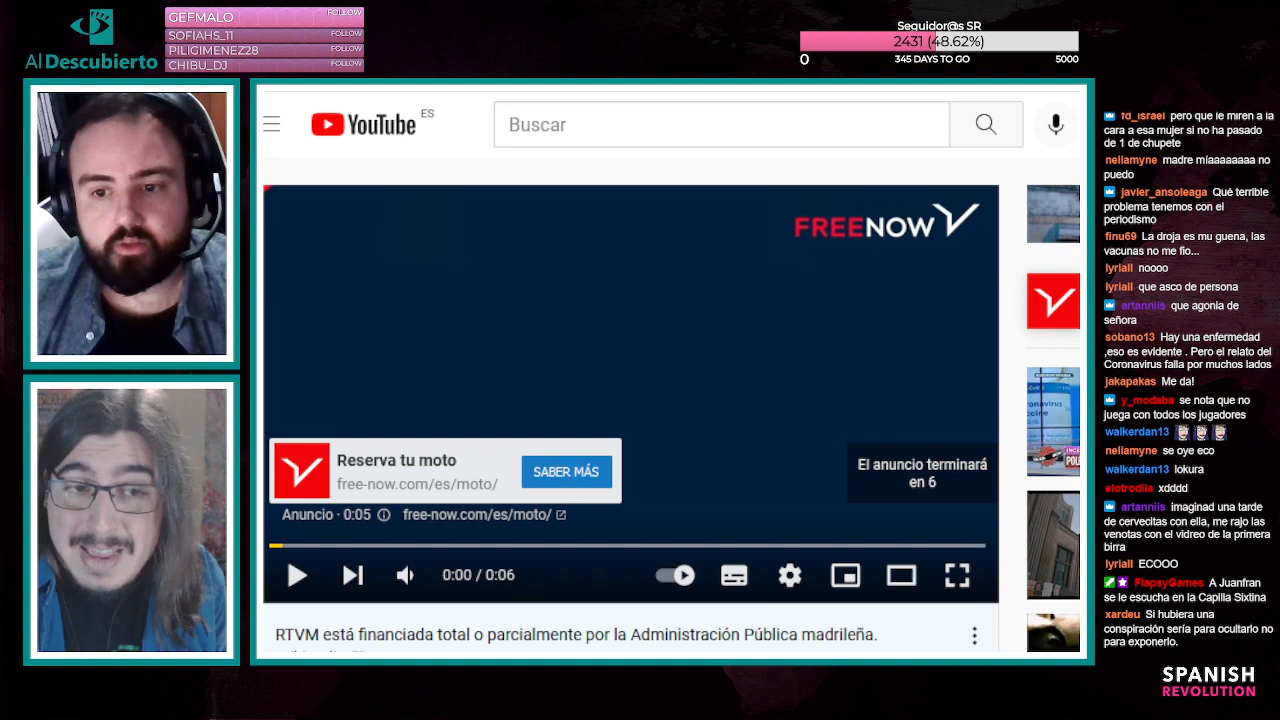 Al Descubierto
GEFMALO FOLLOW
SOFIAHS_11 FOLLOW
PILIGIMENEZ28 FOLLOW
CHIBU_DJ FOLLOW
Seguidor@s SR
2431 (48.62%)
0 345 DAYS TO GO 5000
YouTube ES
Buscar
FREENOW
Reserva tu moto
free-now.com/es/moto/
SABER MÁS
El anuncio terminará
en 6
Anuncio · 0:05 free-now.com/es/moto/
0:00 / 0:06
RTVM está financiada total o parcialmente por la Administración Pública madrileña.
td_israel pero que le miren a la
cara a esa mujer si no ha pasado
de 1 de chupete
neliamyne madre míaaaaaaaa no
puedo
javier_ansoleaga Qué terrible
problema tenemos con el
periodismo
finu69 La droja es mu guena, las
vacunas no me fio...
lyriall noooo
lyriall que asco de persona
artanniis que agonía de
señora
sobano13 Hay una enfermedad
,eso es evidente . Pero el relato del
Coronavirus falla por muchos lados
jakapakas Me da!
y_modaba se nota que no
juega con todos los jugadores
walkerdan13
neliamyne se oye eco
walkerdan13 lokura
elotrodila xdddd
artanniis imaginad una tarde
de cervecitas con ella, me rajo las
venotas con el vidreo de la primera
birra
lyriall ECOOO
FlapsyGames A Juanfran
se le escucha en la Capilla Sixtina
xardeu Si hubiera una
conspiración sería para ocultarlo no
para exponerlo.
SPANISH
REVOLUTION